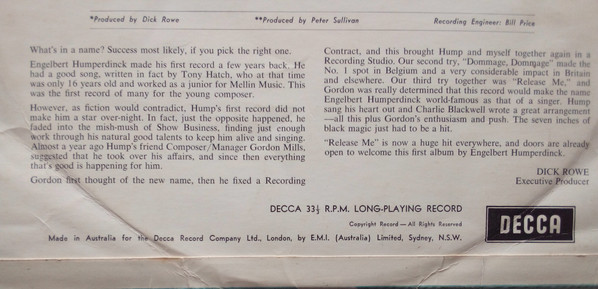 *Produced by Dick Rowe
**Produced by Peter Sullivan
Recording Engineer: Bill Price
What's in a name? Success most likely, if you pick the right one.
Engelbert Humperdinck made his first record a few years back. He
had a good song, written in fact by Tony Hatch, who at that time
was only 16 years old and worked as a junior for Mellin Music. This
was the first record of many for the young composer.
However, as fiction would contradict, Hump's first record did not
make him a star over-night. In fact, just the opposite happened, he
faded into the mish-mush of Show Business, finding just enough
work through his natural good talents to keep him alive and singing.
Almost a year ago Hump's friend Composer/Manager Gordon Mills,
suggested that he took over his affairs, and since then everything
that's good is happening for him.
Gordon first thought of the new name, then he fixed a Recording
Contract, and this brought Hump and myself together again in a
Recording Studio. Our second try, "Dommage, Dommage" made the
No. 1 spot in Belgium and a very considerable impact in Britain
and elsewhere. Our third try together was "Release Me," and
Gordon was really determined that this record would make the name
Engelbert Humperdinck world-famous as that of a singer. Hump
sang his heart out and Charlie Blackwell wrote a great arrangement
—all this plus Gordon's enthusiasm and push. The seven inches of
black magic just had to be a hit.
"Release Me" is now a huge hit everywhere, and doors are already
open to welcome this first album by Engelbert Humperdinck.
DICK ROWE
Executive Producer
DECCA 33⅓ R.P.M. LONG-PLAYING RECORD
Copyright Record — All Rights Reserved
Made in Australia for the Decca Record Company Ltd., London, by E.M.I. (Australia) Limited, Sydney, N.S.W.
DECCA